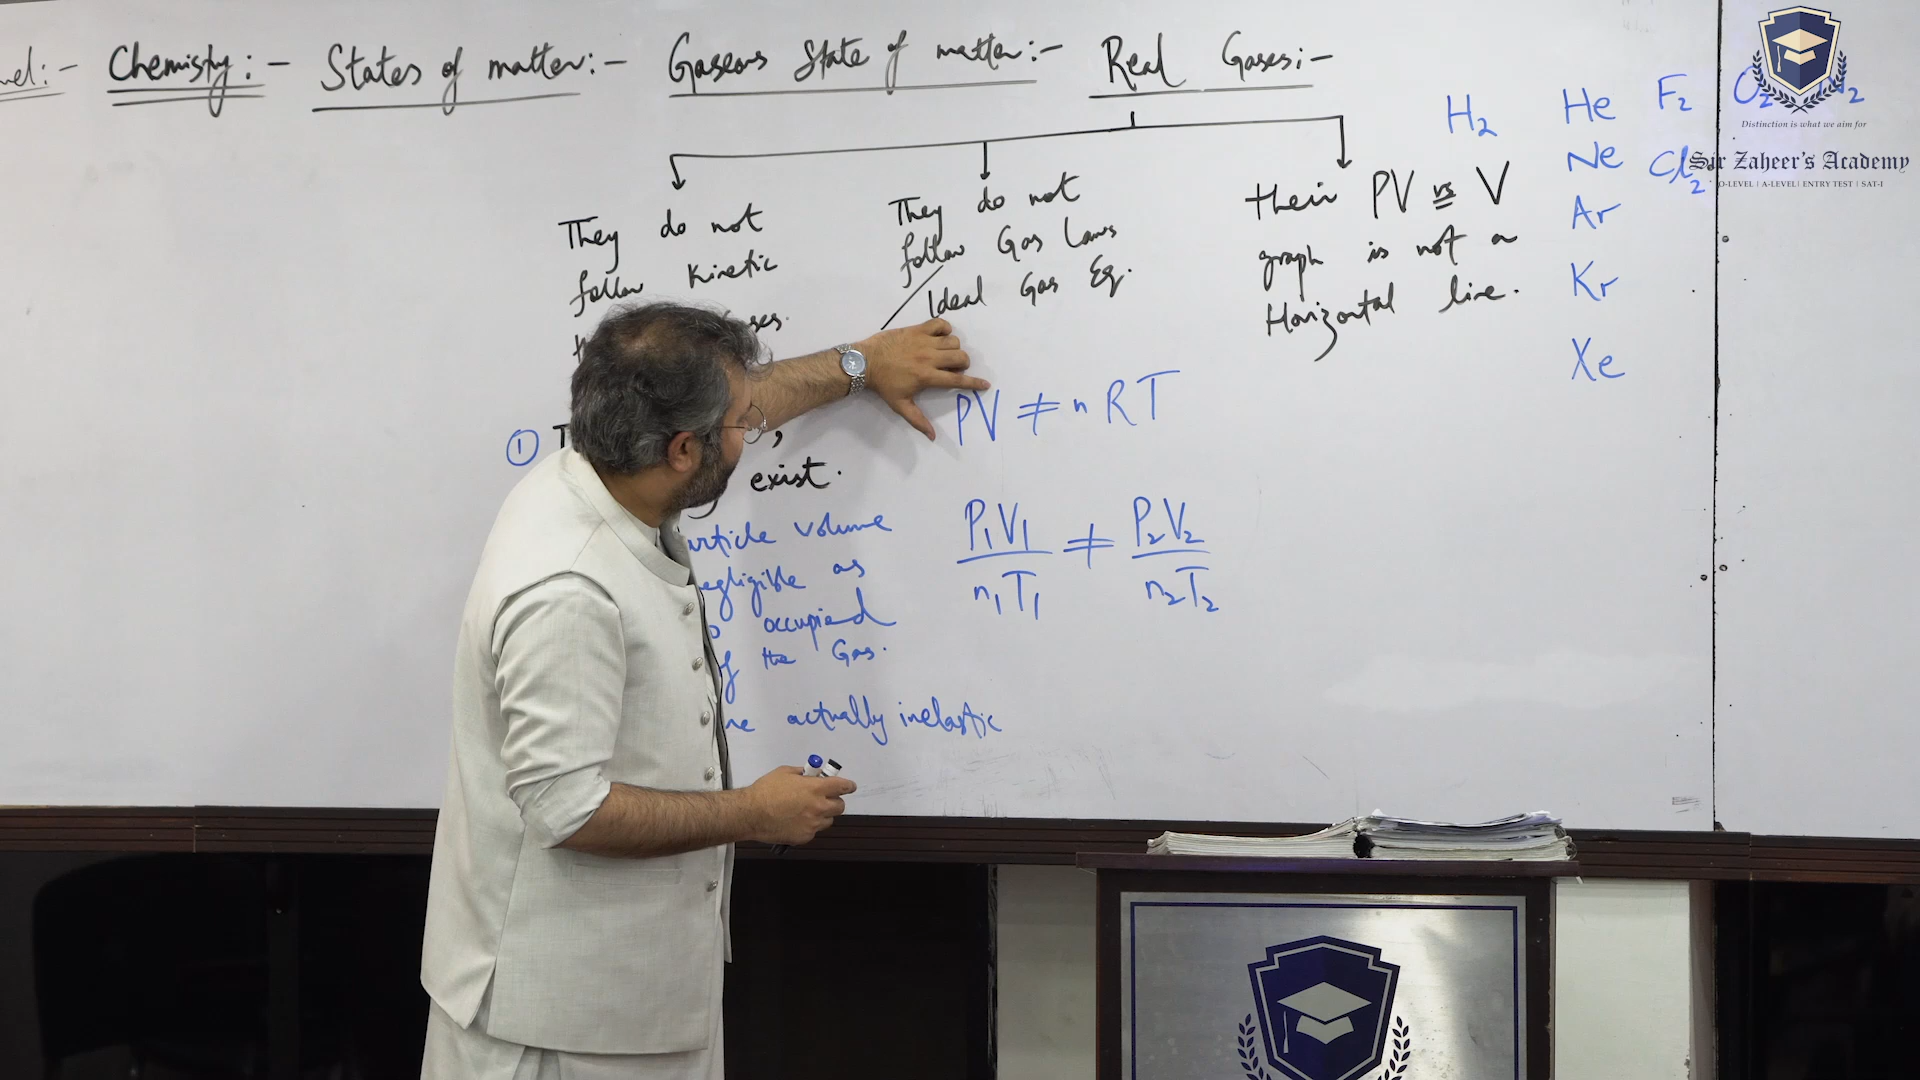 Chemisty:- States of matter:- Gaseous State of matter:- Real Gases:-
They do not
follow Kinetic
They do not
follow Gas laws
Ideal Gas Eq.
their PV vs V
graph is not a
Horizontal line.
H₂ He F₂ O₂
Ne Cl₂
Ar
Kr
Xe
PV ≠ nRT
①
exist.
volume
as
occupied
of the Gas.
actually inelastic
P₁V₁/n₁T₁ ≠ P₂V₂/n₂T₂
Distinction is what we aim for
Sir Zaheer's Academy
O-LEVEL | A-LEVEL | ENTRY TEST | SAT-I